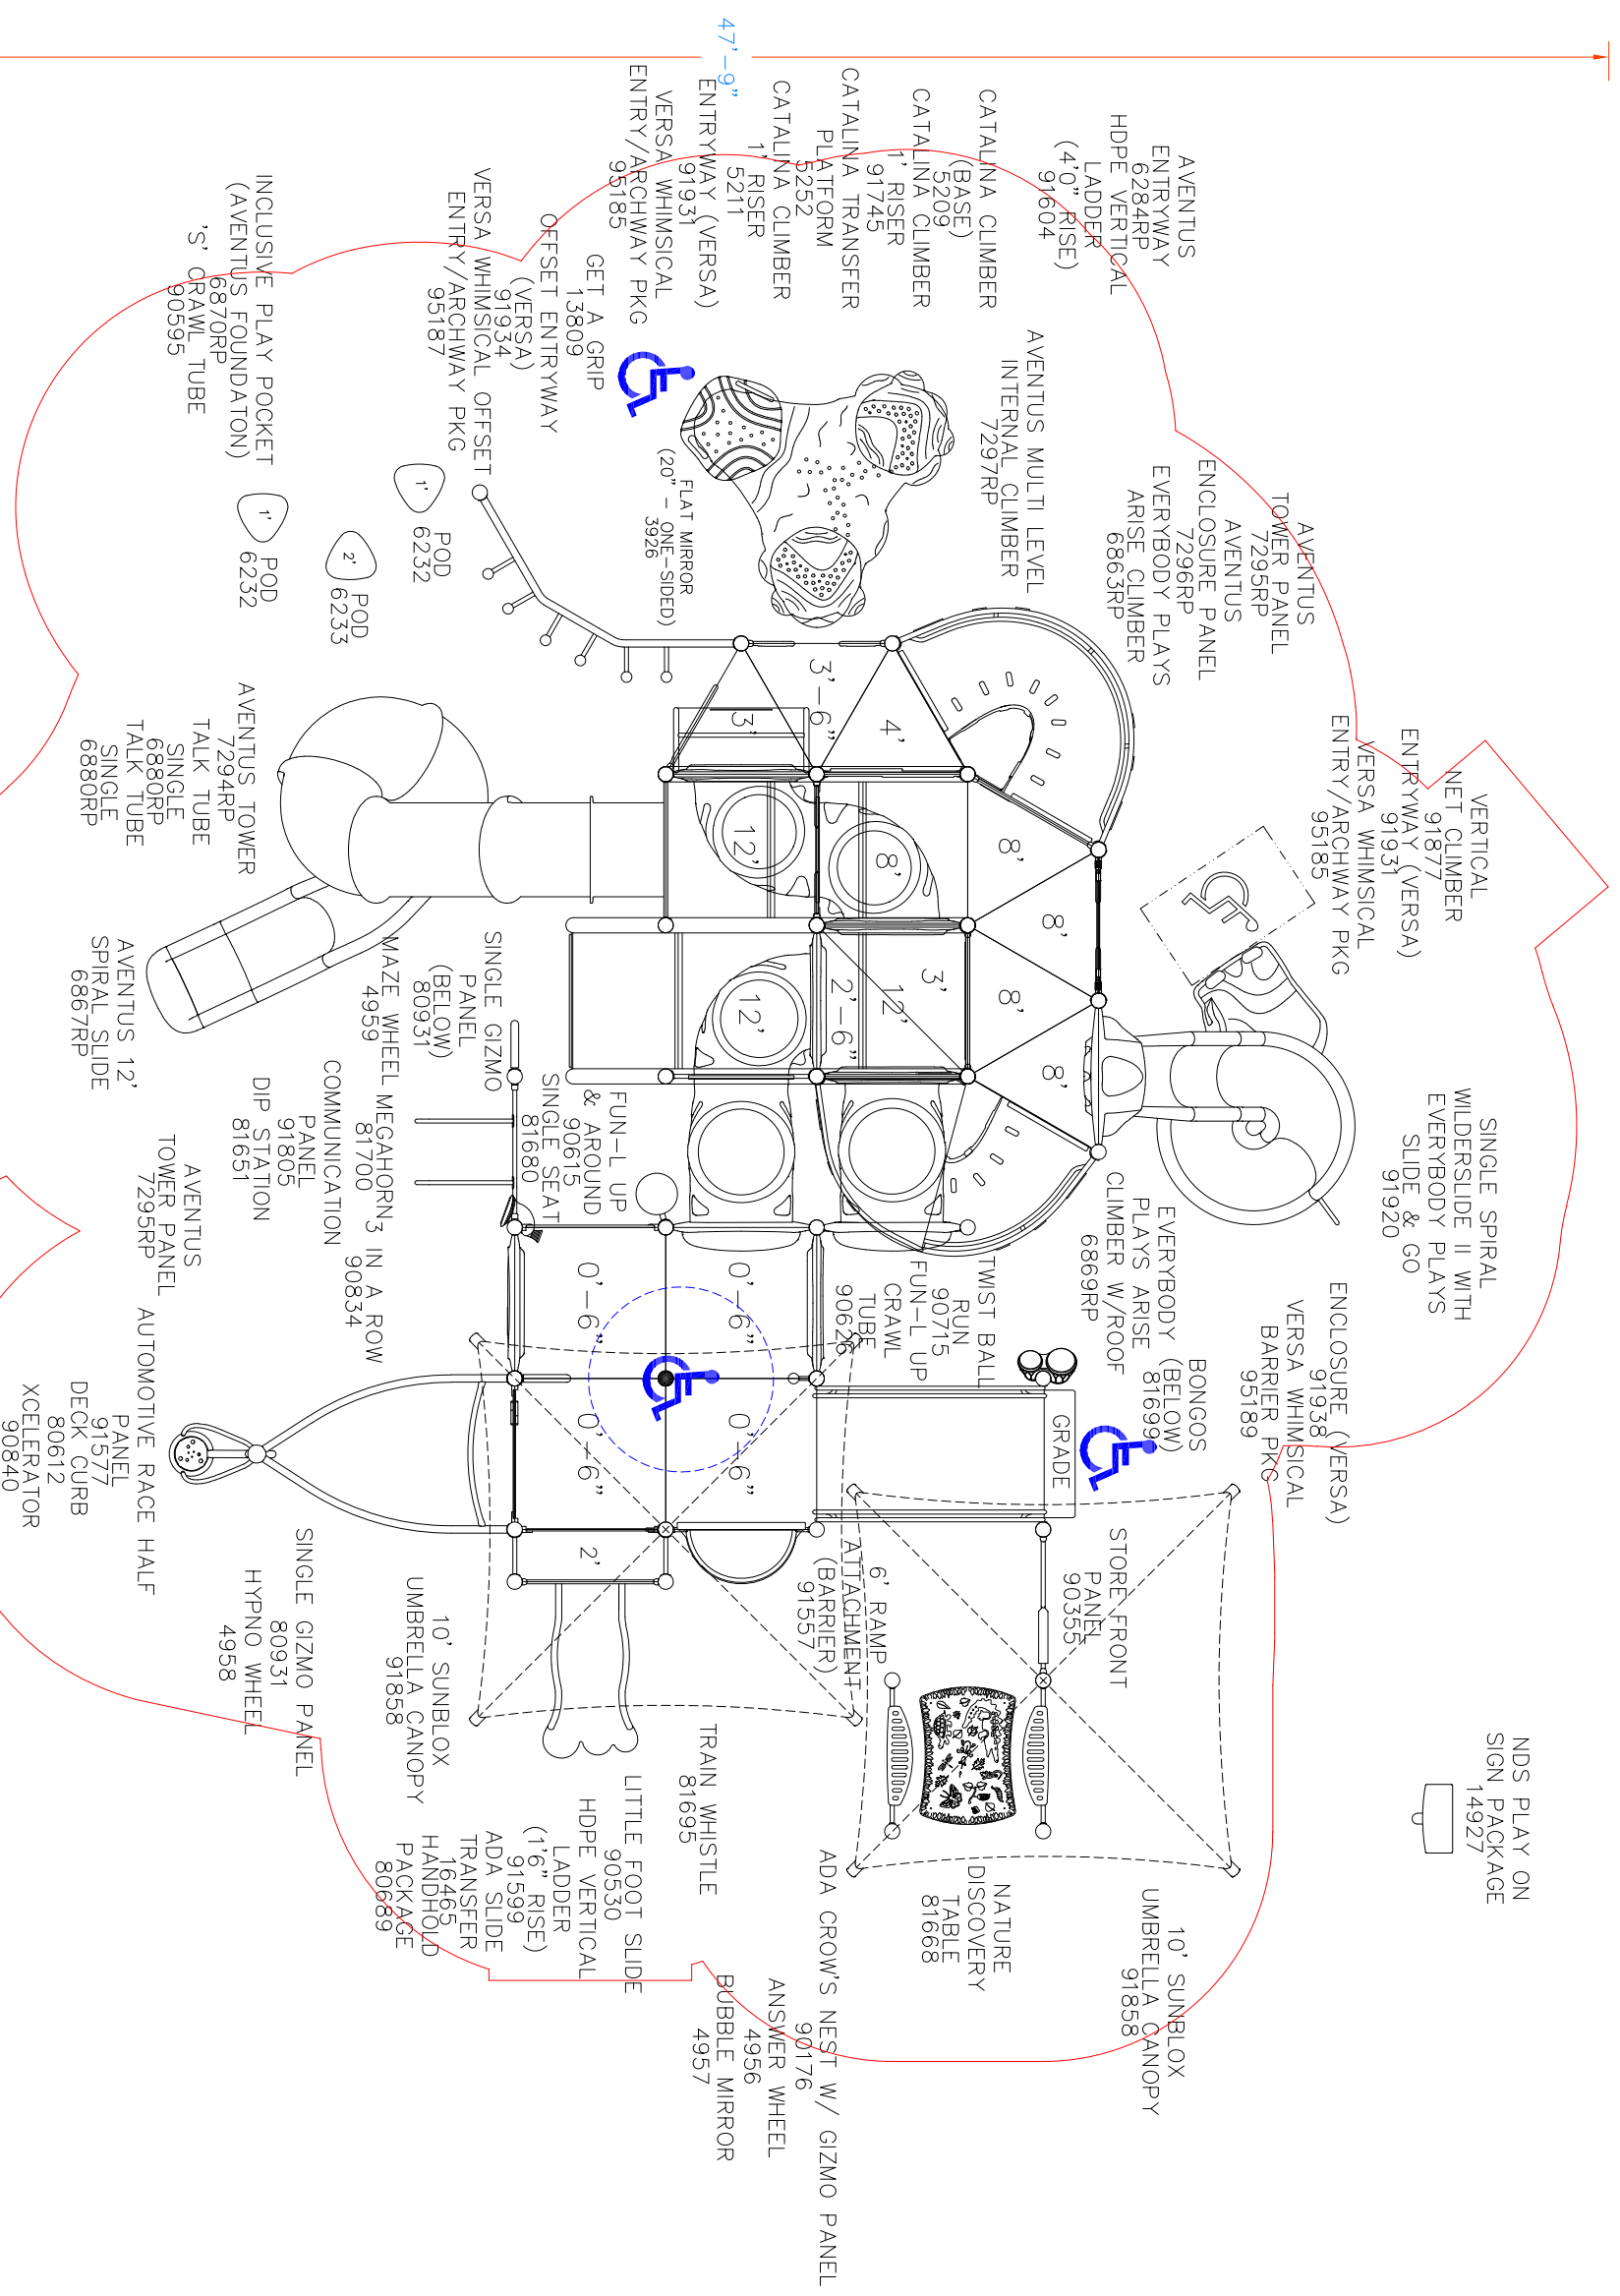 47'-9"
AVENTUS
ENTRYWAY
6284RP
HDPE VERTICAL
LADDER
(4'0" RISE)
91604
CATALINA CLIMBER
(BASE)
5209
CATALINA CLIMBER
1' RISER
91745
CATALINA TRANSFER
PLATFORM
5252
CATALINA CLIMBER
1' RISER
5211
ENTRYWAY (VERSA)
91931
VERSA WHIMSICAL
ENTRY/ARCHWAY PKG
95185
GET A GRIP
13809
OFFSET ENTRYWAY
(VERSA)
91934
VERSA WHIMSICAL OFFSET
ENTRY/ARCHWAY PKG
95187
INCLUSIVE PLAY POCKET
(AVENTUS FOUNDATON)
6870RP
'S' CRAWL TUBE
90595
AVENTUS MULTI LEVEL
INTERNAL CLIMBER
7297RP
FLAT MIRROR
(20" - ONE-SIDED)
3926
1'
POD
6232
2'
POD
6233
1'
POD
6232
AVENTUS
TOWER PANEL
7295RP
AVENTUS
ENCLOSURE PANEL
7296RP
EVERYBODY PLAYS
ARISE CLIMBER
6863RP
VERTICAL
NET CLIMBER
91877
ENTRYWAY (VERSA)
91931
VERSA WHIMSICAL
ENTRY/ARCHWAY PKG
95185
AVENTUS TOWER
7294RP
TALK TUBE
SINGLE
6880RP
TALK TUBE
SINGLE
6880RP
4'
3'-6"
3'
8'
8'
12'
8'
8'
8'
3'
12'
2'-6"
12'
SINGLE GIZMO
PANEL
(BELOW)
80931
MAZE WHEEL
4959
AVENTUS 12'
SPIRAL SLIDE
6867RP
SINGLE SPIRAL
WILDERSLIDE II WITH
EVERYBODY PLAYS
SLIDE & GO
91920
FUN-L UP
& AROUND
90615
SINGLE SEAT
81680
MEGAHORN
81700
COMMUNICATION
PANEL
91805
DIP STATION
81651
3 IN A ROW
90834
AVENTUS
TOWER PANEL
7295RP
EVERYBODY
PLAYS ARISE
CLIMBER W/ROOF
6869RP
TWIST BALL
RUN
90715
FUN-L UP
CRAWL
TUBE
90626
ENCLOSURE (VERSA)
91938
VERSA WHIMSICAL
BARRIER PKG
95189
BONGOS
(BELOW)
81699
GRADE
0'-6"
0'-6"
0'-6"
0'-6"
2'
AUTOMOTIVE RACE HALF
PANEL
91577
DECK CURB
80612
XCELERATOR
90840
STORE FRONT
PANEL
90355
6' RAMP
ATTACHMENT
(BARRIER)
91557
SINGLE GIZMO PANEL
80931
HYPNO WHEEL
4958
10' SUNBLOX
UMBRELLA CANOPY
91858
TRAIN WHISTLE
81695
LITTLE FOOT SLIDE
90530
HDPE VERTICAL
LADDER
(1'6" RISE)
91599
ADA SLIDE
TRANSFER
16465
HANDHOLD
PACKAGE
80689
NDS PLAY ON
SIGN PACKAGE
14927
NATURE
DISCOVERY
TABLE
81668
10' SUNBLOX
UMBRELLA CANOPY
91858
ADA CROW'S NEST W/ GIZMO PANEL
90176
ANSWER WHEEL
4956
BUBBLE MIRROR
4957